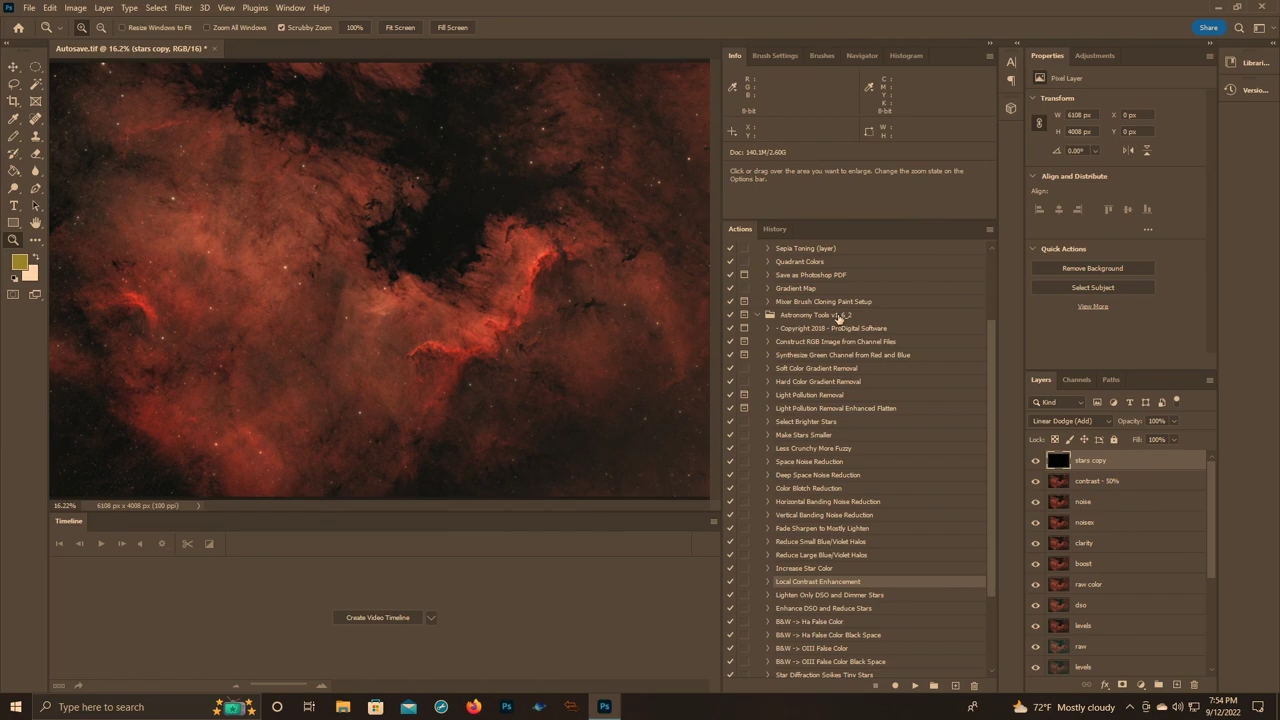 Ps File Edit Image Layer Type Select Filter 3D View Plugins Window Help
Resize Windows to Fit Zoom All Windows Scrubby Zoom 100% Fit Screen Fill Screen Share
Autosave.tif @ 16.2% (stars copy, RGB/16) *
Info Brush Settings Brushes Navigator Histogram
R :
G :
B :
8-bit
C :
M :
Y :
K :
8-bit
X :
Y :
W :
H :
Doc: 140.1M/2.60G
Click or drag over the area you want to enlarge. Change the zoom state on the
Options bar.
Actions History
Sepia Toning (layer)
Quadrant Colors
Save as Photoshop PDF
Gradient Map
Mixer Brush Cloning Paint Setup
Astronomy Tools v1_6_2
- Copyright 2018 - ProDigital Software
Construct RGB Image from Channel Files
Synthesize Green Channel from Red and Blue
Soft Color Gradient Removal
Hard Color Gradient Removal
Light Pollution Removal
Light Pollution Removal Enhanced Flatten
Select Brighter Stars
Make Stars Smaller
Less Crunchy More Fuzzy
Space Noise Reduction
Deep Space Noise Reduction
Color Blotch Reduction
Horizontal Banding Noise Reduction
Vertical Banding Noise Reduction
Fade Sharpen to Mostly Lighten
Reduce Small Blue/Violet Halos
Reduce Large Blue/Violet Halos
Increase Star Color
Local Contrast Enhancement
Lighten Only DSO and Dimmer Stars
Enhance DSO and Reduce Stars
B&W -> Ha False Color
B&W -> Ha False Color Black Space
B&W -> OIII False Color
B&W -> OIII False Color Black Space
Star Diffraction Spikes Tiny Stars
Properties Adjustments
Pixel Layer
Transform
W 6108 px X 0 px
H 4008 px Y 0 px
0.00°
Align and Distribute
Align:
Quick Actions
Remove Background
Select Subject
View More
Layers Channels Paths
Kind
Linear Dodge (Add) Opacity: 100%
Lock: Fill: 100%
stars copy
contrast - 50%
noise
noisex
clarity
boost
raw color
dso
levels
raw
levels
Librari...
Versio...
16.22% 6108 px x 4008 px (100 ppi)
Timeline
Create Video Timeline
Type here to search
72°F Mostly cloudy
7:54 PM
9/12/2022